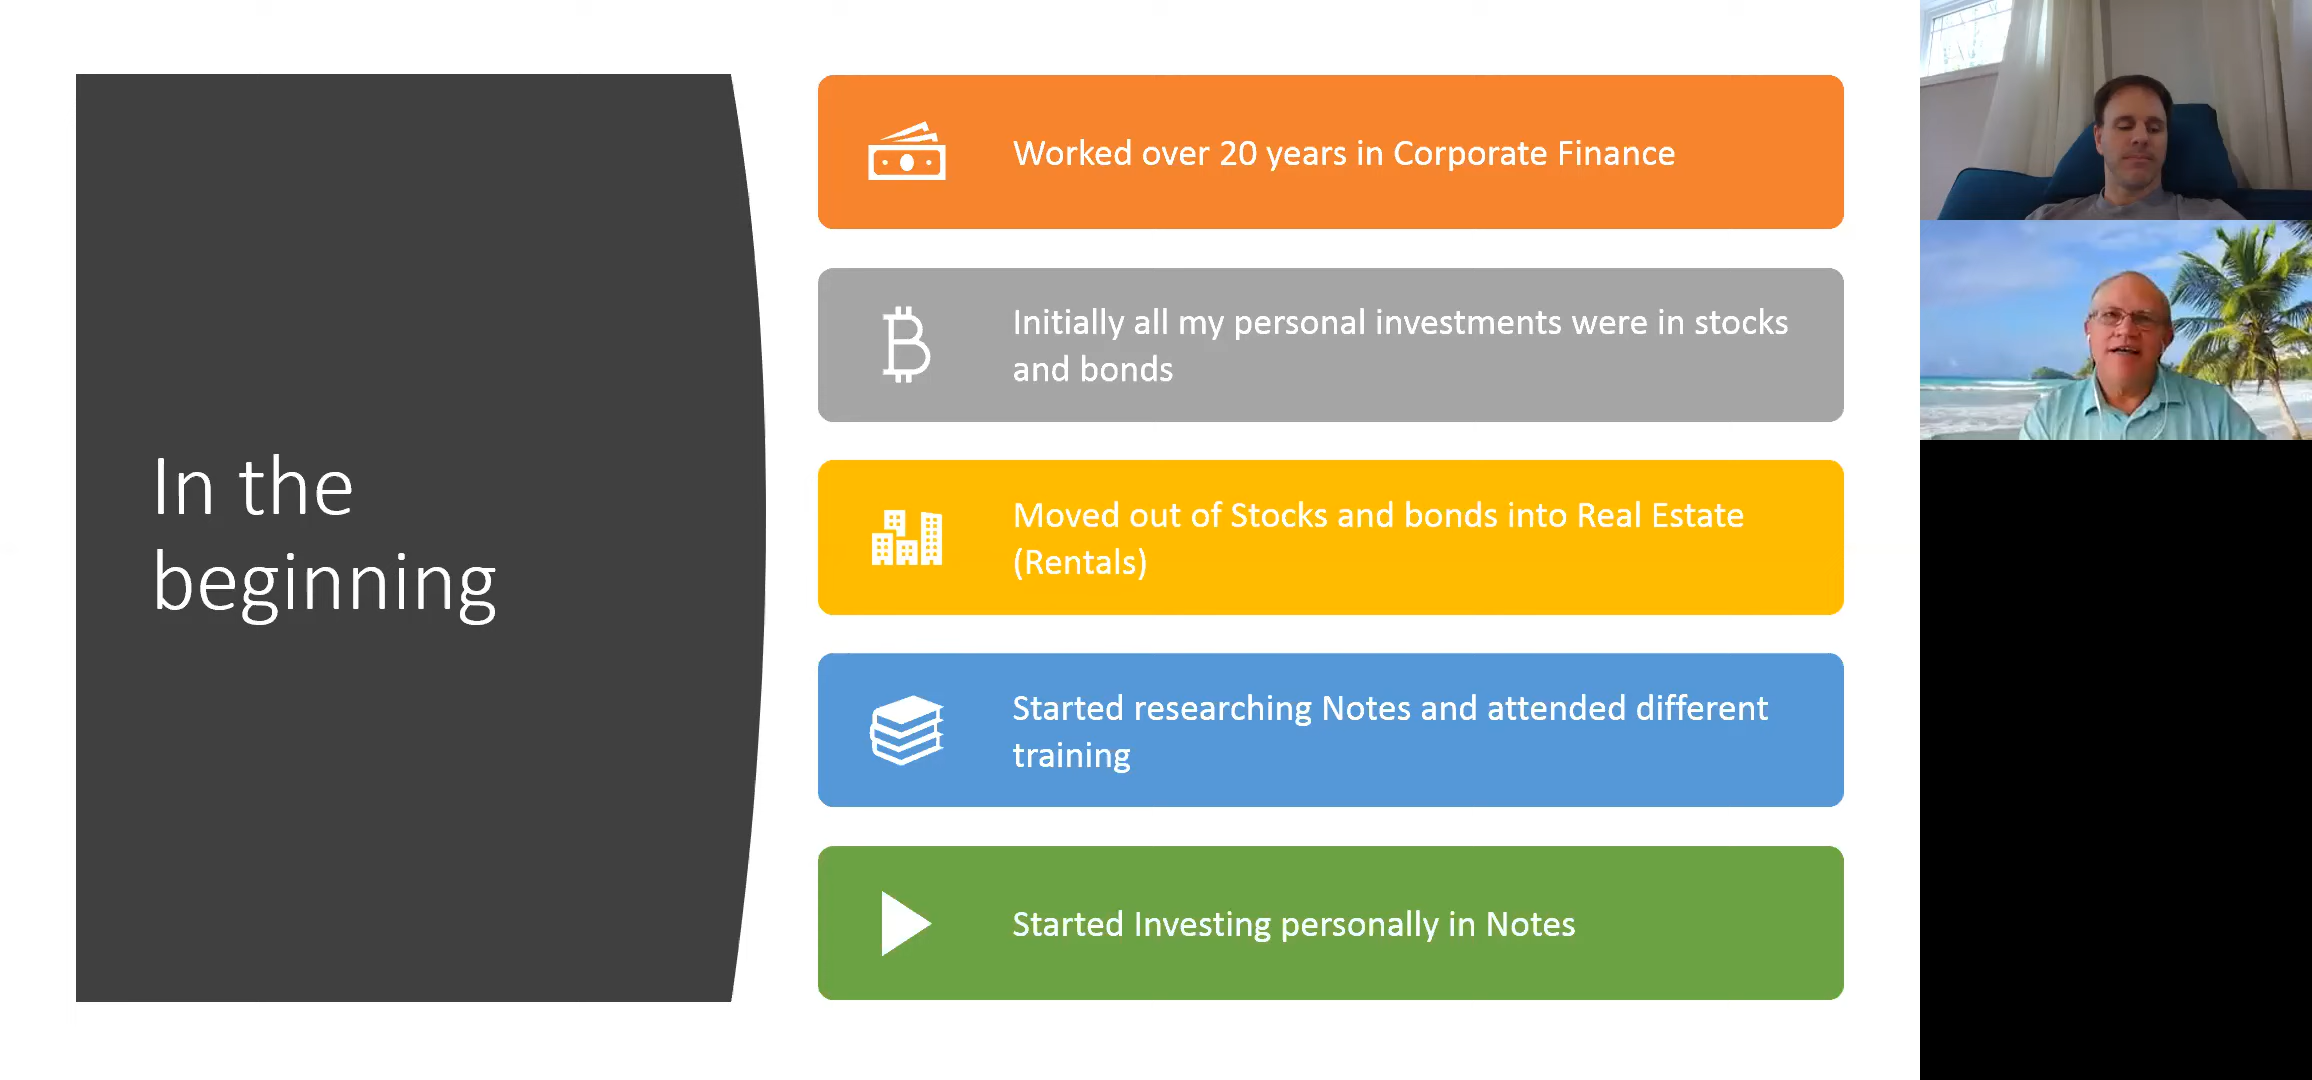 In the
beginning
Worked over 20 years in Corporate Finance
Initially all my personal investments were in stocks
and bonds
Moved out of Stocks and bonds into Real Estate
(Rentals)
Started researching Notes and attended different
training
Started Investing personally in Notes